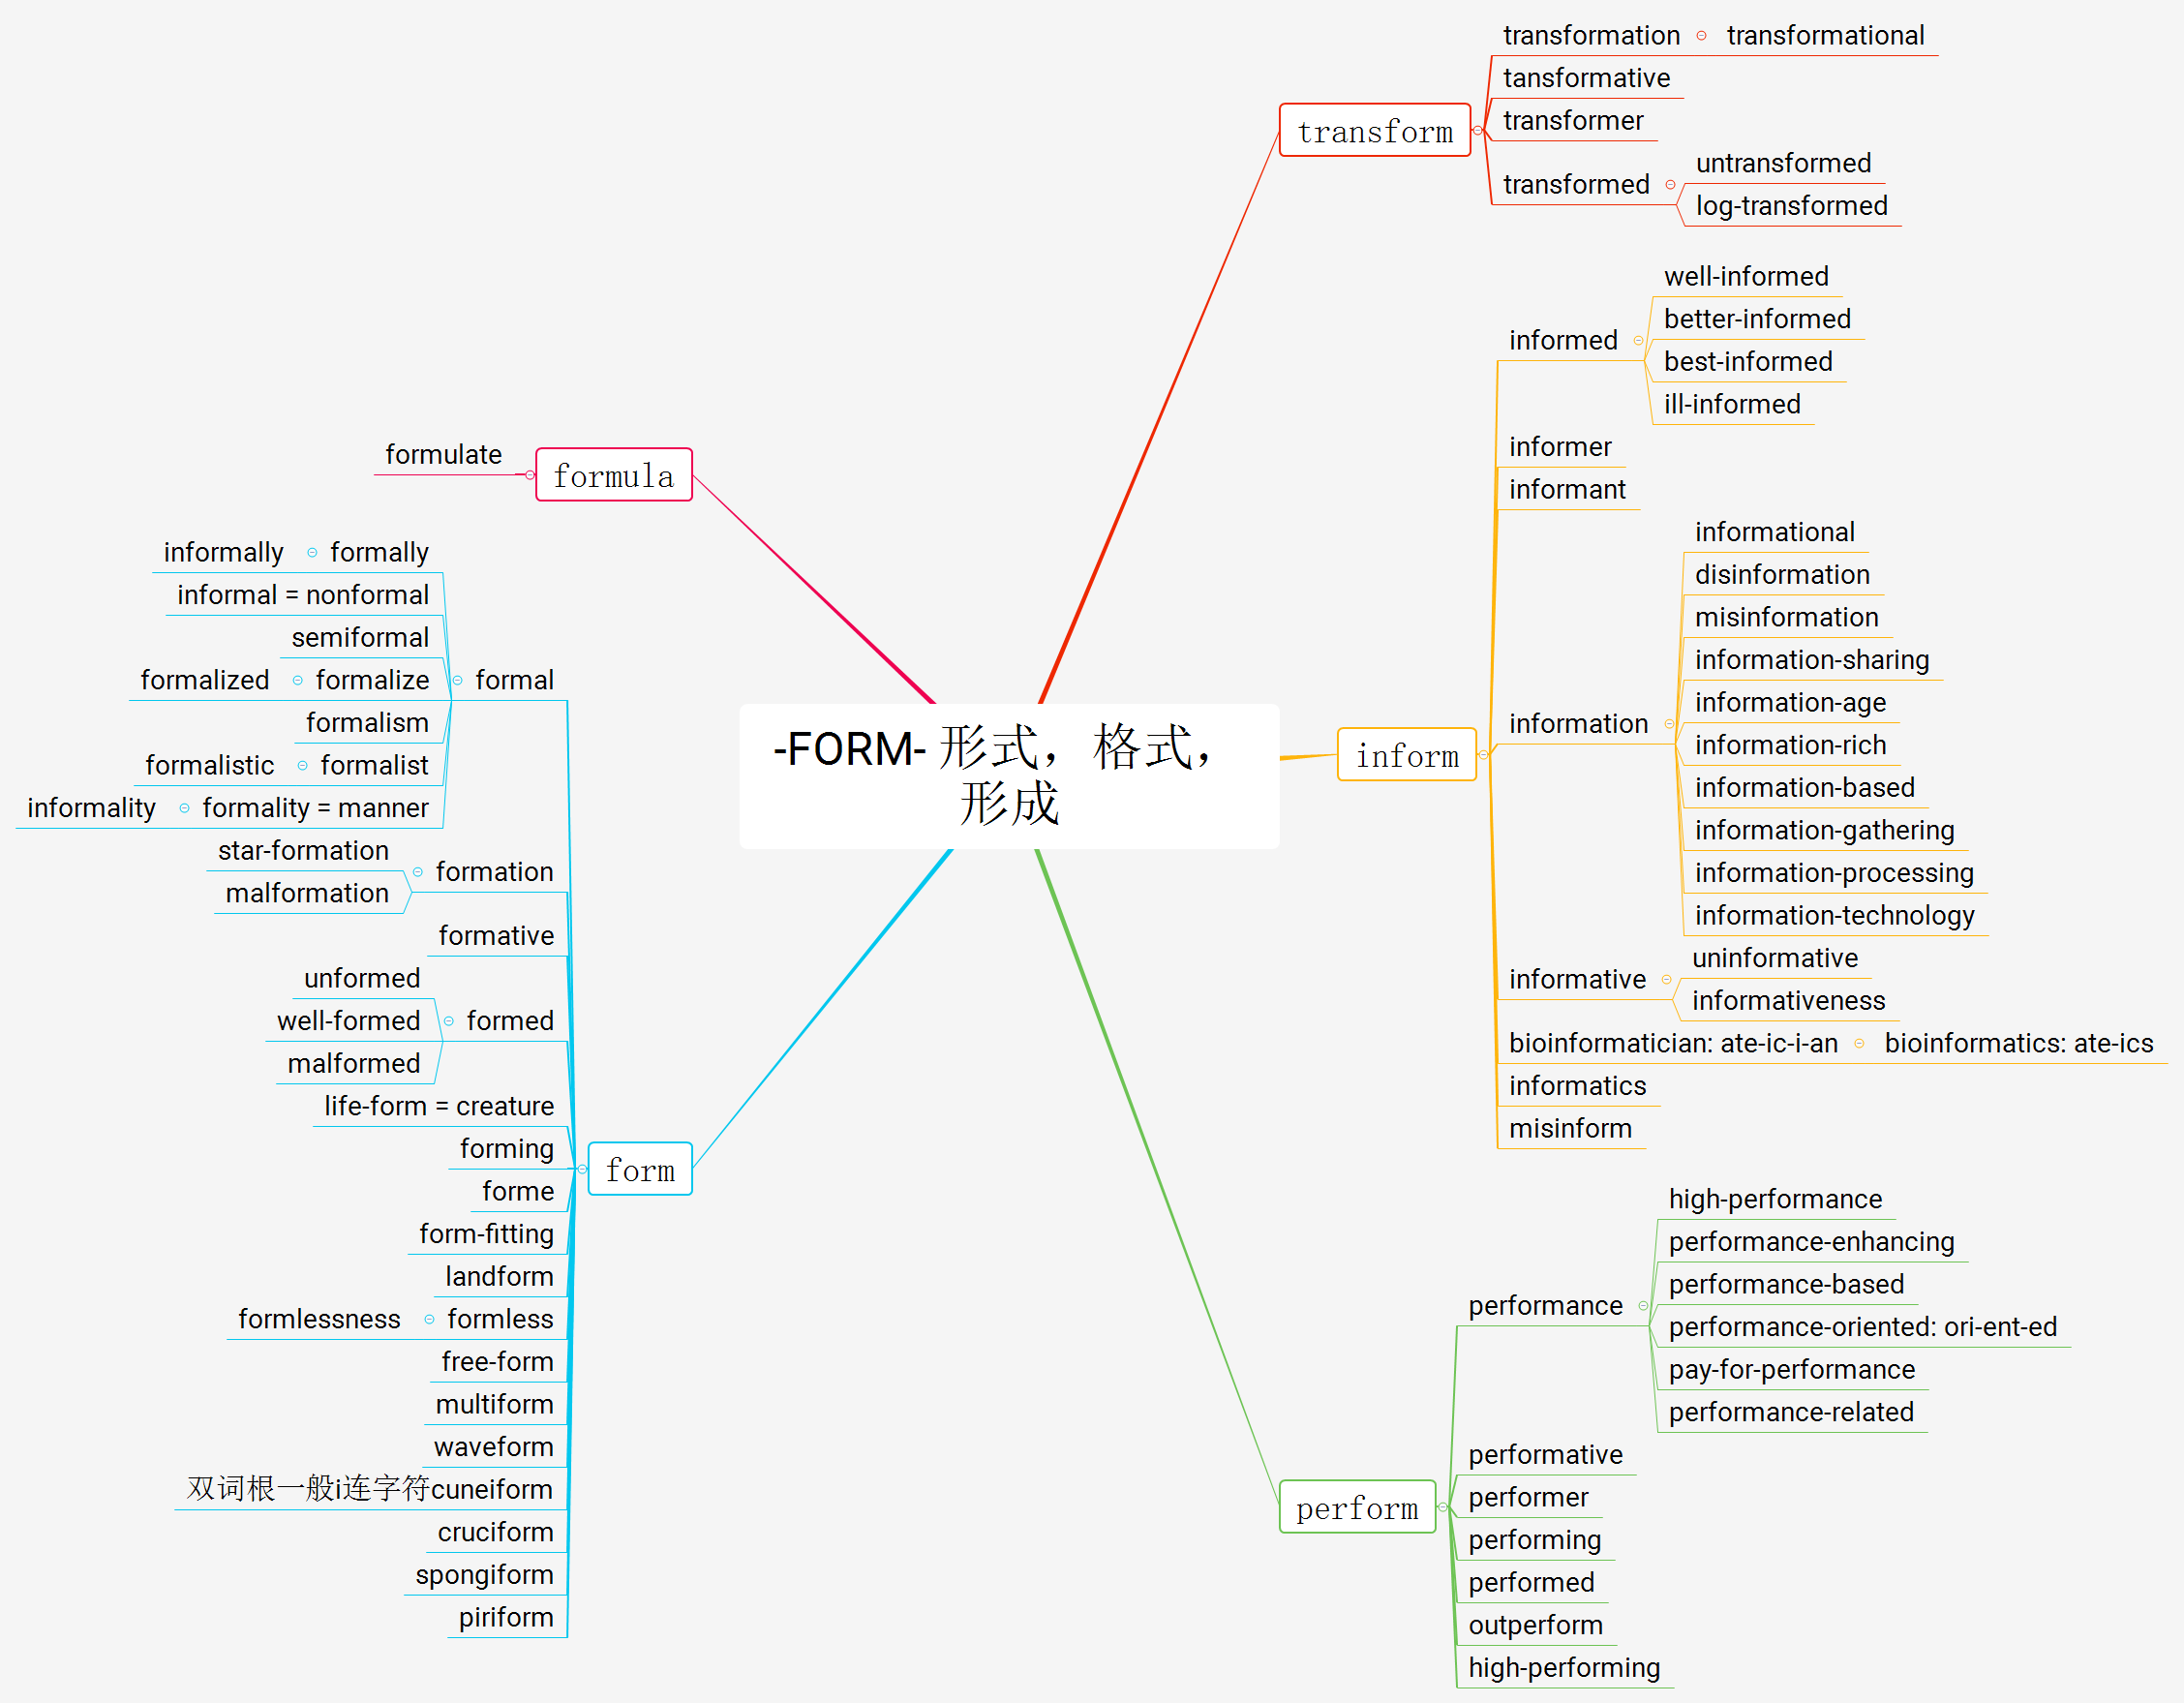 -FORM- 形式，格式，
形成
transform
transformation
transformational
tansformative
transformer
transformed
untransformed
log-transformed
inform
informed
well-informed
better-informed
best-informed
ill-informed
informer
informant
information
informational
disinformation
misinformation
information-sharing
information-age
information-rich
information-based
information-gathering
information-processing
information-technology
informative
uninformative
informativeness
bioinformatician: ate-ic-i-an
bioinformatics: ate-ics
informatics
misinform
perform
performance
high-performance
performance-enhancing
performance-based
performance-oriented: ori-ent-ed
pay-for-performance
performance-related
performative
performer
performing
performed
outperform
high-performing
formula
formulate
form
formal
formally
informally
informal = nonformal
semiformal
formalize
formalized
formalism
formalist
formalistic
formality = manner
informality
formation
star-formation
malformation
formative
formed
unformed
well-formed
malformed
life-form = creature
forming
forme
form-fitting
landform
formless
formlessness
free-form
multiform
waveform
双词根一般i连字符cuneiform
cruciform
spongiform
piriform